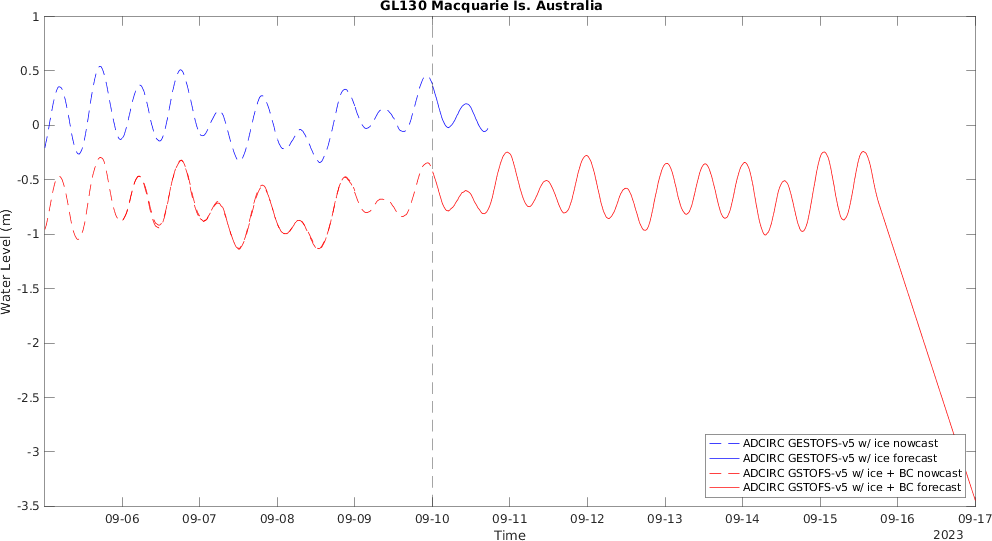 GL130 Macquarie Is. Australia
1
0.5
0
-0.5
-1
-1.5
-2
-2.5
-3
-3.5
Water Level (m)
ADCIRC GESTOFS-v5 w/ ice nowcast
ADCIRC GESTOFS-v5 w/ ice forecast
ADCIRC GSTOFS-v5 w/ ice + BC nowcast
ADCIRC GSTOFS-v5 w/ ice + BC forecast
09-06 09-07 09-08 09-09 09-10 09-11 09-12 09-13 09-14 09-15 09-16 09-17
Time
2023